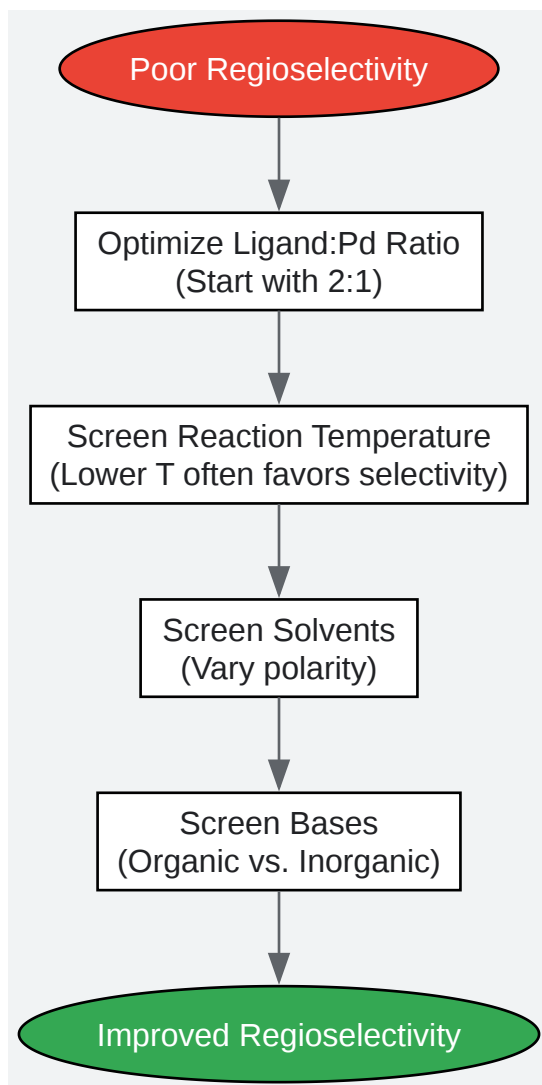 Poor Regioselectivity
Optimize Ligand:Pd Ratio
(Start with 2:1)
Screen Reaction Temperature
(Lower T often favors selectivity)
Screen Solvents
(Vary polarity)
Screen Bases
(Organic vs. Inorganic)
Improved Regioselectivity